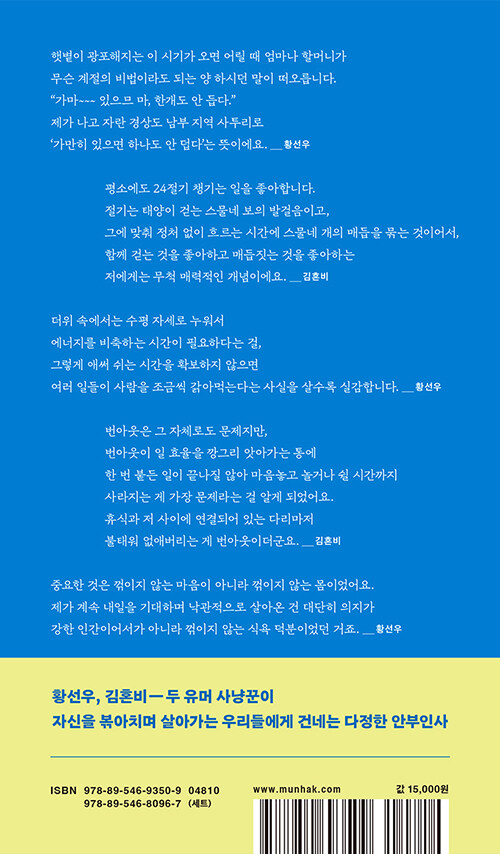 햇볕이 광포해지는 이 시기가 오면 어릴 때 엄마나 할머니가
무슨 계절의 비법이라도 되는 양 하시던 말이 떠오릅니다.
“가마~~~ 있으므 마, 한개도 안 둡다.”
제가 나고 자란 경상도 남부 지역 사투리로
‘가만히 있으면 하나도 안 덥다’는 뜻이에요. __황선우
평소에도 24절기 챙기는 일을 좋아합니다.
절기는 태양이 걷는 스물네 보의 발걸음이고,
그에 맞춰 정처 없이 흐르는 시간에 스물네 개의 매듭을 묶는 것이어서,
함께 걷는 것을 좋아하고 매듭짓는 것을 좋아하는
저에게는 무척 매력적인 개념이에요. __김혼비
더위 속에서는 수평 자세로 누워서
에너지를 비축하는 시간이 필요하다는 걸,
그렇게 애써 쉬는 시간을 확보하지 않으면
여러 일들이 사람을 조금씩 갉아먹는다는 사실을 살수록 실감합니다. __황선우
번아웃은 그 자체로도 문제지만,
번아웃이 일 효율을 깡그리 앗아가는 통에
한 번 붙든 일이 끝나질 않아 마음놓고 놀거나 쉴 시간까지
사라지는 게 가장 문제라는 걸 알게 되었어요.
휴식과 저 사이에 연결되어 있는 다리마저
불태워 없애버리는 게 번아웃이더군요. __김혼비
중요한 것은 꺾이지 않는 마음이 아니라 꺾이지 않는 몸이었어요.
제가 계속 내일을 기대하며 낙관적으로 살아온 건 대단히 의지가
강한 인간이어서가 아니라 꺾이지 않는 식욕 덕분이었던 거죠. __황선우
황선우, 김혼비—두 유머 사냥꾼이
자신을 볶아치며 살아가는 우리들에게 건네는 다정한 안부인사
ISBN 978-89-546-9350-9 04810 www.munhak.com 값 15,000원
978-89-546-8096-7 (세트)